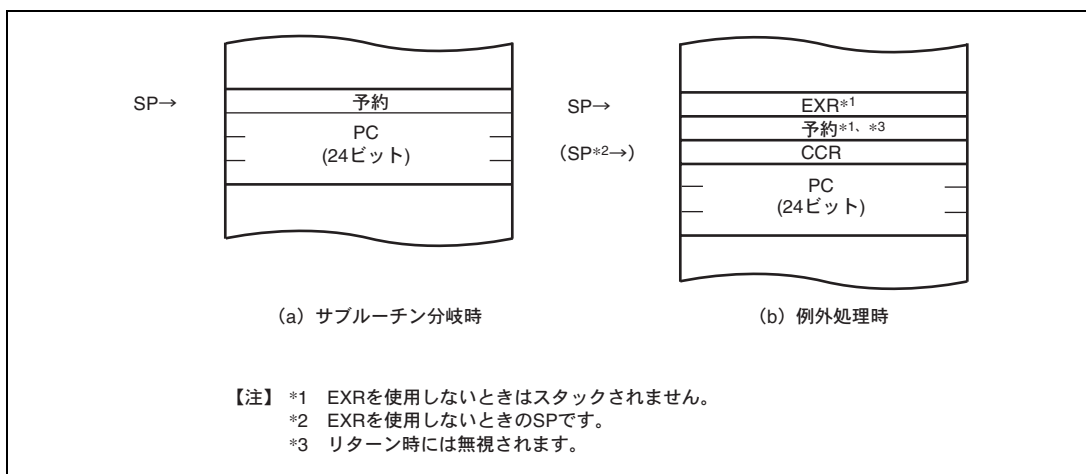 SP→
予約
PC
(24ビット)
(a) サブルーチン分岐時
SP→
EXR*1
予約*1、*3
(SP*2→)
CCR
PC
(24ビット)
(b) 例外処理時
【注】 *1 EXRを使用しないときはスタックされません。
*2 EXRを使用しないときのSPです。
*3 リターン時には無視されます。